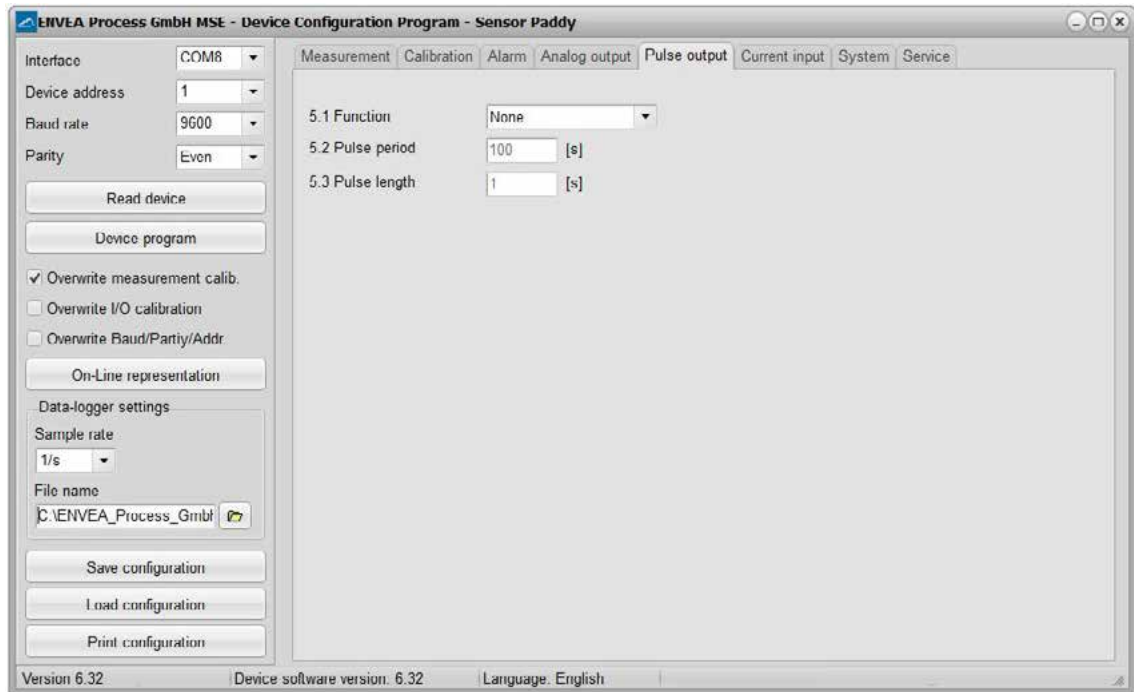 ENVEA Process GmbH MSE - Device Configuration Program - Sensor Paddy
Interface COM8
Device address 1
Baud rate 9600
Parity Even
Read device
Device program
Overwrite measurement calib.
Overwrite I/O calibration
Overwrite Baud/Partiy/Addr.
On-Line representation
Data-logger settings
Sample rate
1/s
File name
C:\ENVEA_Process_Gmbh
Save configuration
Load configuration
Print configuration
Measurement Calibration Alarm Analog output Pulse output Current input System Service
5.1 Function None
5.2 Pulse period 100 [s]
5.3 Pulse length 1 [s]
Version 6.32 Device software version: 6.32 Language: English